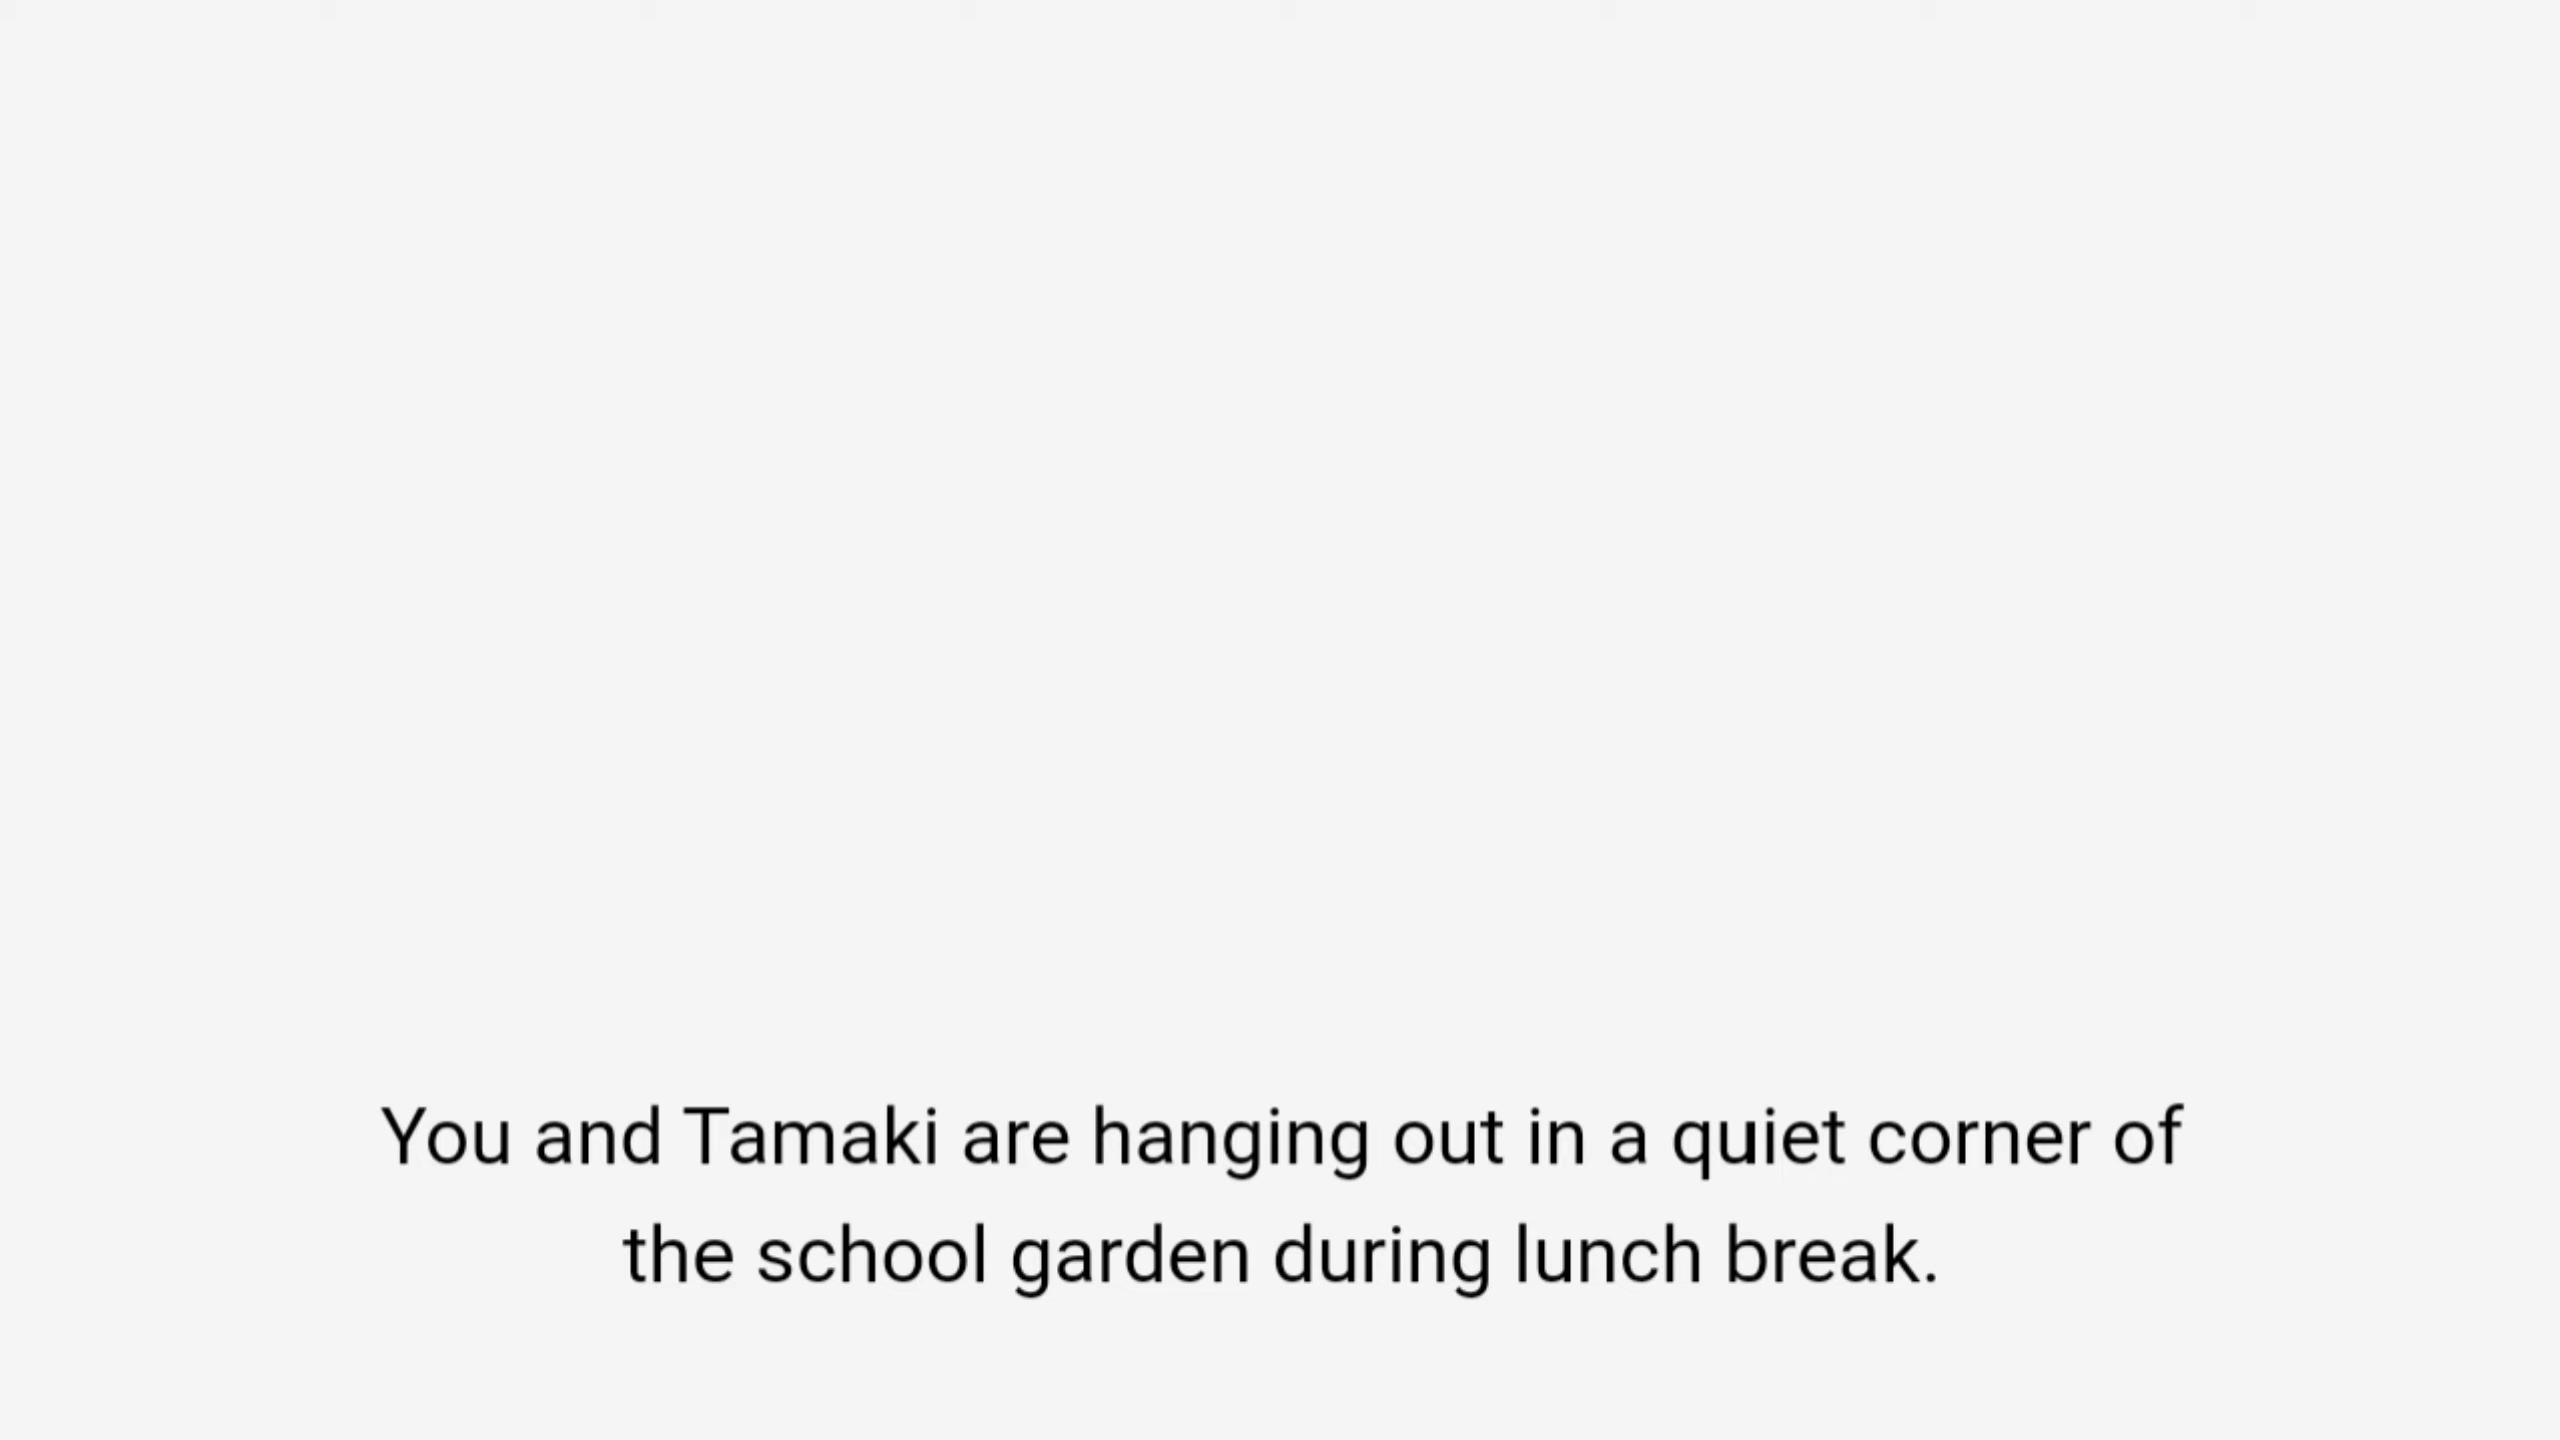 You and Tamaki are hanging out in a quiet corner of
the school garden during lunch break.